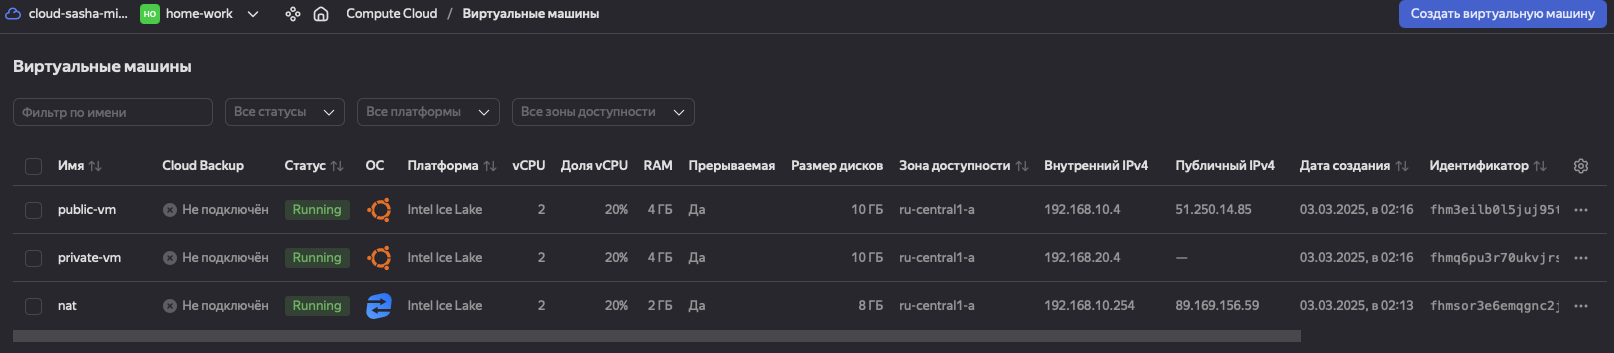 cloud-sasha-mi... HO home-work Compute Cloud / Виртуальные машины Создать виртуальную машину
Виртуальные машины
Фильтр по имени Все статусы Все платформы Все зоны доступности
Имя Cloud Backup Статус ОС Платформа vCPU Доля vCPU RAM Прерываемая Размер дисков Зона доступности Внутренний IPv4 Публичный IPv4 Дата создания Идентификатор
public-vm Не подключён Running Intel Ice Lake 2 20% 4 ГБ Да 10 ГБ ru-central1-a 192.168.10.4 51.250.14.85 03.03.2025, в 02:16 fhm3eilb0l5juj95
private-vm Не подключён Running Intel Ice Lake 2 20% 4 ГБ Да 10 ГБ ru-central1-a 192.168.20.4 — 03.03.2025, в 02:16 fhmq6pu3r70ukvjrs
nat Не подключён Running Intel Ice Lake 2 20% 2 ГБ Да 8 ГБ ru-central1-a 192.168.10.254 89.169.156.59 03.03.2025, в 02:13 fhmsor3e6emqgnc2j